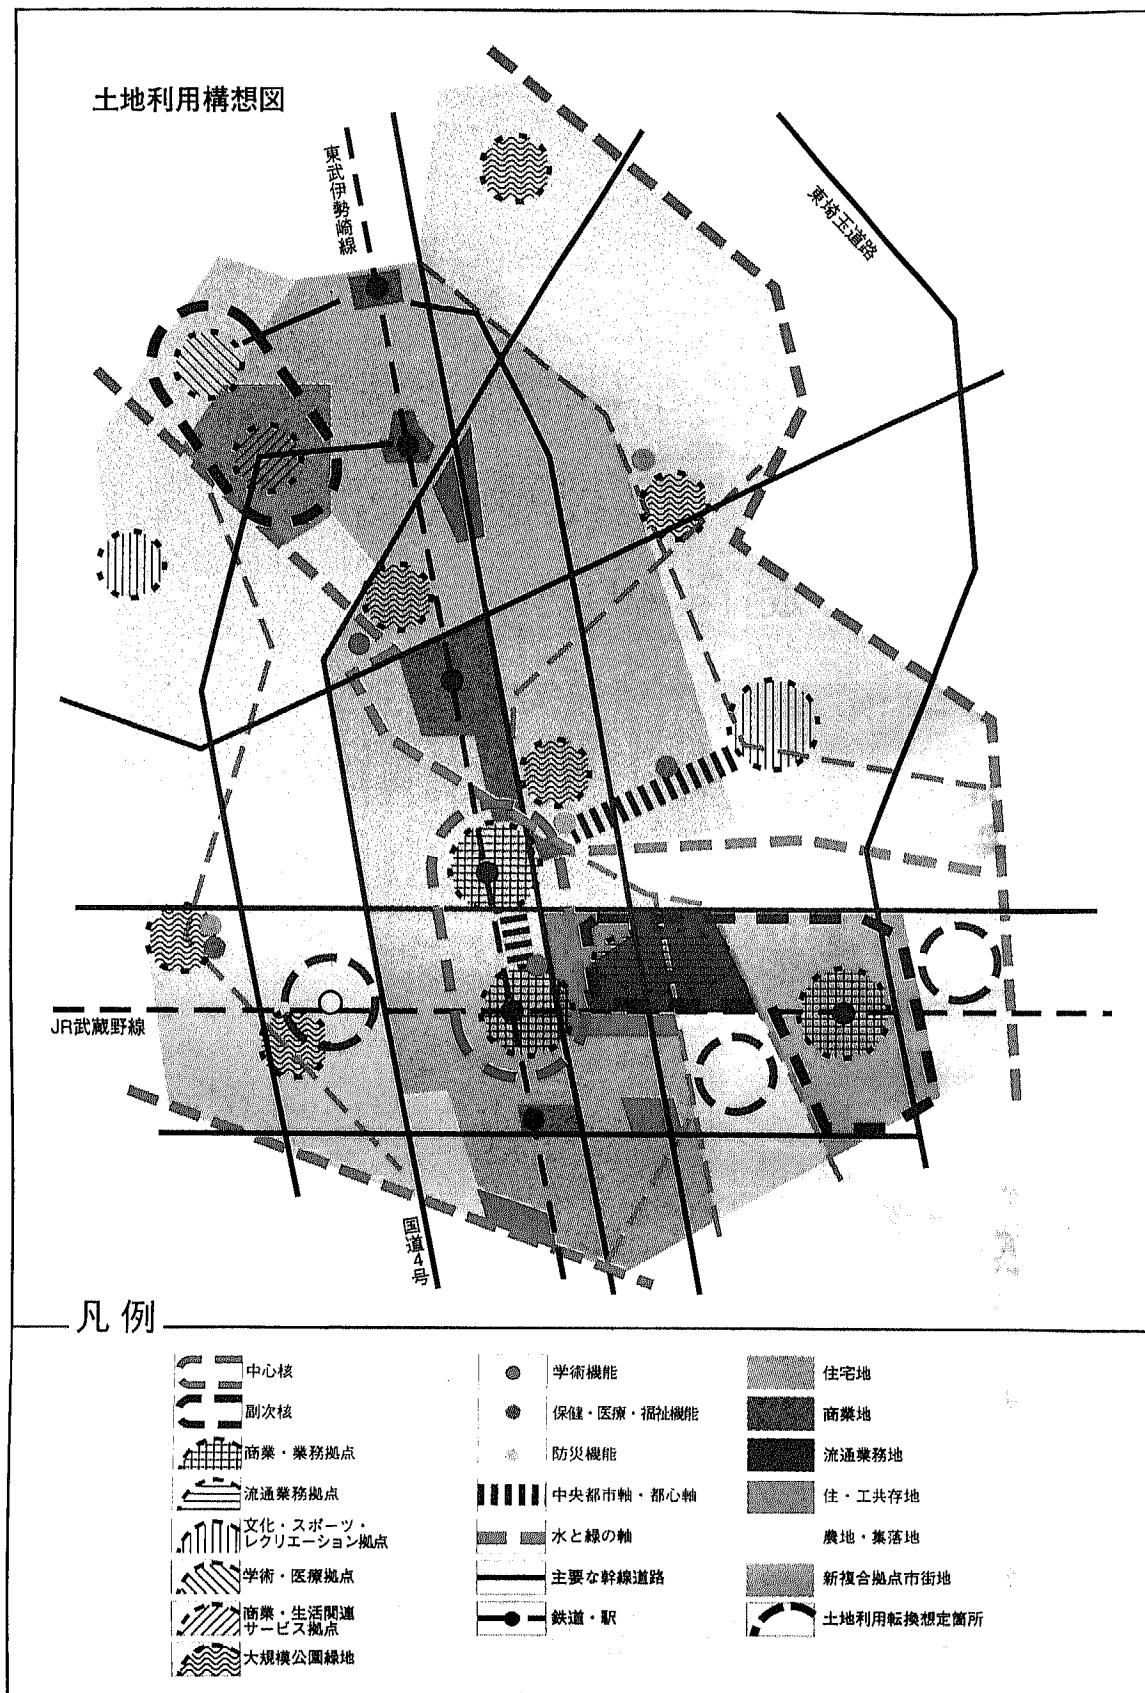 土地利用構想図
東武伊勢崎線
東埼玉道路
JR武蔵野線
国道4号
凡例
中心核
副次核
商業・業務拠点
流通業務拠点
文化・スポーツ・
レクリエーション拠点
学術・医療拠点
商業・生活関連
サービス拠点
大規模公園緑地
学術機能
保健・医療・福祉機能
防災機能
中央都市軸・都心軸
水と緑の軸
主要な幹線道路
鉄道・駅
住宅地
商業地
流通業務地
住・工共存地
農地・集落地
新複合拠点市街地
土地利用転換想定箇所